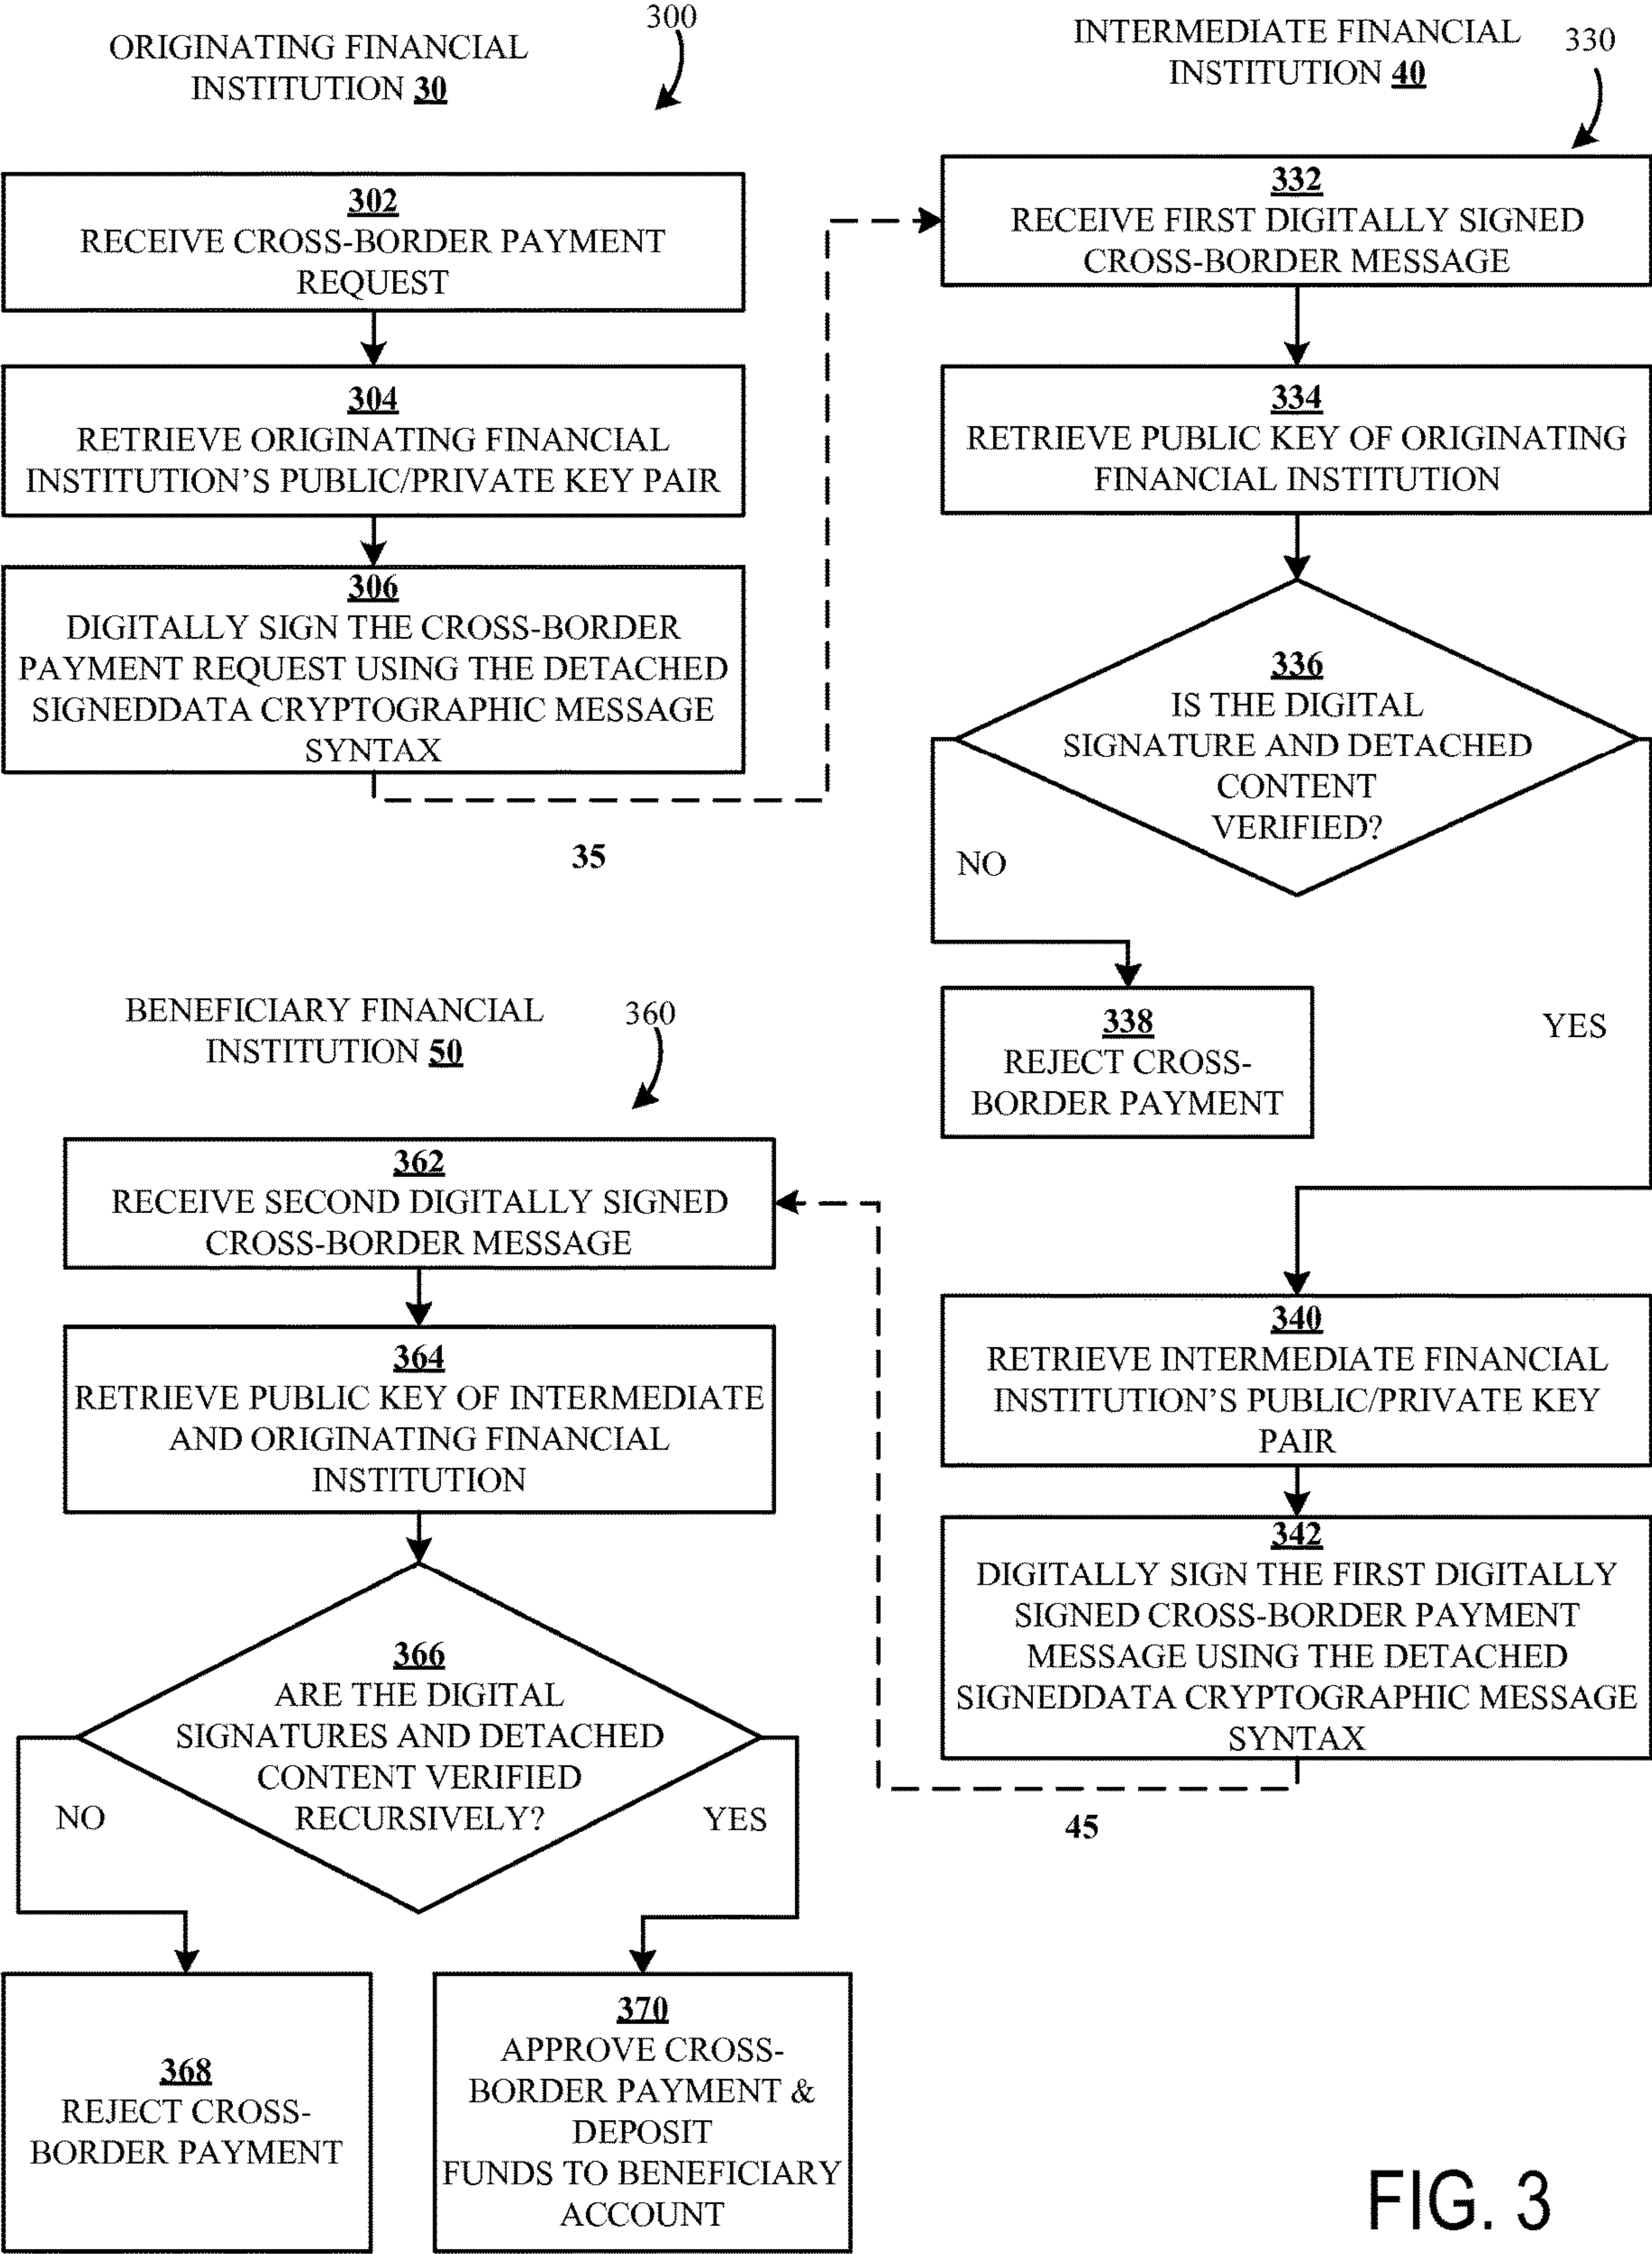 300
ORIGINATING FINANCIAL
INSTITUTION 30
302
RECEIVE CROSS-BORDER PAYMENT
REQUEST
304
RETRIEVE ORIGINATING FINANCIAL
INSTITUTION’S PUBLIC/PRIVATE KEY PAIR
306
DIGITALLY SIGN THE CROSS-BORDER
PAYMENT REQUEST USING THE DETACHED
SIGNEDDATA CRYPTOGRAPHIC MESSAGE
SYNTAX
35
INTERMEDIATE FINANCIAL
INSTITUTION 40
330
332
RECEIVE FIRST DIGITALLY SIGNED
CROSS-BORDER MESSAGE
334
RETRIEVE PUBLIC KEY OF ORIGINATING
FINANCIAL INSTITUTION
336
IS THE DIGITAL
SIGNATURE AND DETACHED
CONTENT
VERIFIED?
NO
YES
338
REJECT CROSS-
BORDER PAYMENT
340
RETRIEVE INTERMEDIATE FINANCIAL
INSTITUTION’S PUBLIC/PRIVATE KEY
PAIR
342
DIGITALLY SIGN THE FIRST DIGITALLY
SIGNED CROSS-BORDER PAYMENT
MESSAGE USING THE DETACHED
SIGNEDDATA CRYPTOGRAPHIC MESSAGE
SYNTAX
45
BENEFICIARY FINANCIAL
INSTITUTION 50
360
362
RECEIVE SECOND DIGITALLY SIGNED
CROSS-BORDER MESSAGE
364
RETRIEVE PUBLIC KEY OF INTERMEDIATE
AND ORIGINATING FINANCIAL
INSTITUTION
366
ARE THE DIGITAL
SIGNATURES AND DETACHED
CONTENT VERIFIED
RECURSIVELY?
NO
YES
368
REJECT CROSS-
BORDER PAYMENT
370
APPROVE CROSS-
BORDER PAYMENT &
DEPOSIT
FUNDS TO BENEFICIARY
ACCOUNT
FIG. 3